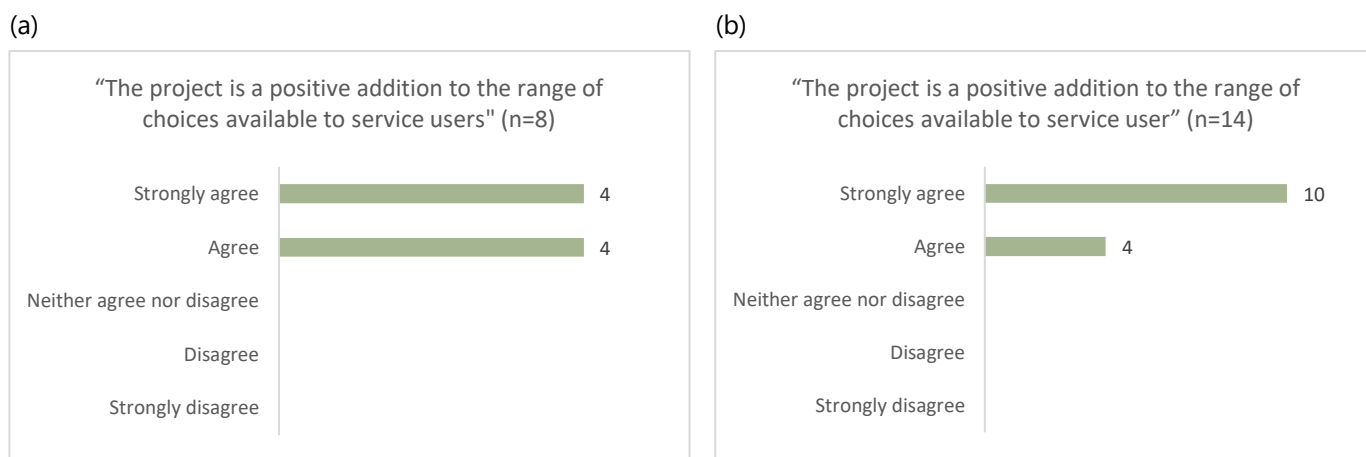 (a)
“The project is a positive addition to the range of
choices available to service users" (n=8)
Strongly agree
4
Agree
4
Neither agree nor disagree
Disagree
Strongly disagree
(b)
“The project is a positive addition to the range of
choices available to service user” (n=14)
Strongly agree
10
Agree
4
Neither agree nor disagree
Disagree
Strongly disagree